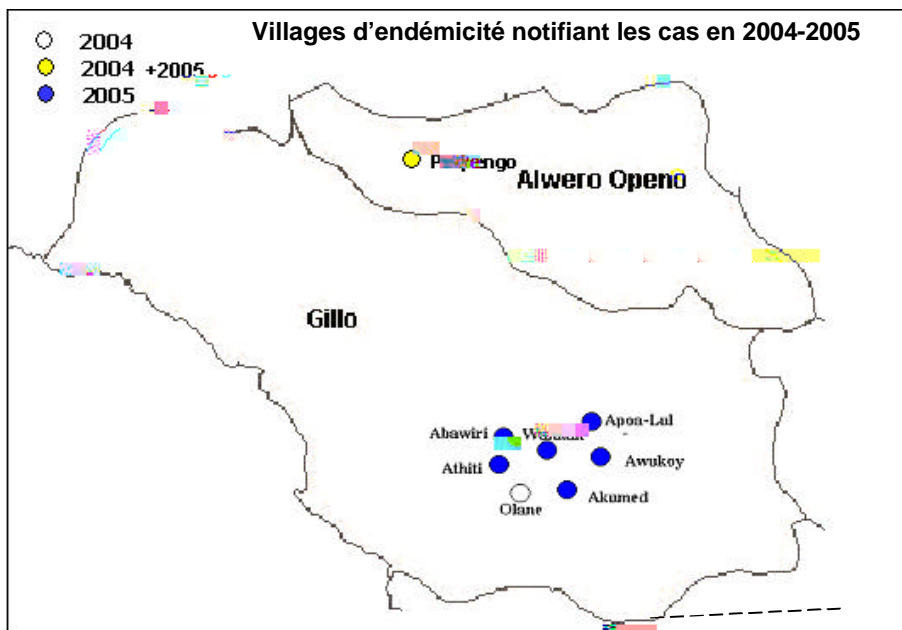 Villages d'endémicité notifiant les cas en 2004-2005
2004
2004 +2005
2005
Alwero Openo
Gillo
Apoa-Lul
Abawiri
Awukoy
Athiti
Akumed
Olane